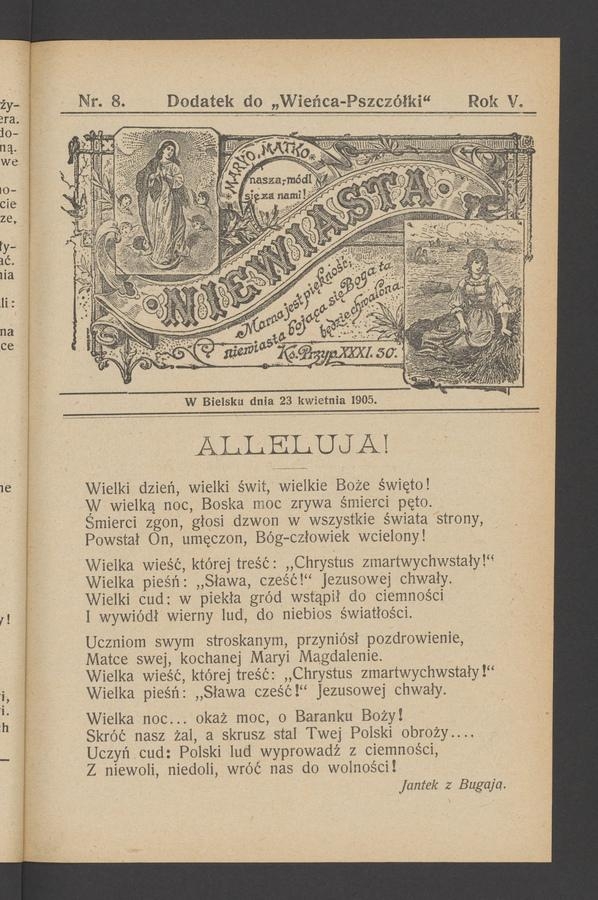 Nr. 8. Dodatek do „Wieńca-Pszczółki“ Rok V.
MARYO, MATKO
nasza, módl
się za nami!
NIEWIASTA
Marna jest piękność:
niewiasta bojąca się Boga ta
będzie chwalona.
Ks. Przyp. XXXI. 30.
W Bielsku dnia 23 kwietnia 1905.
ALLELUJA!
Wielki dzień, wielki świt, wielkie Boże święto!
W wielką noc, Boska moc zrywa śmierci pęto.
Śmierci zgon, głosi dzwon w wszystkie świata strony,
Powstał On, umęczon, Bóg-człowiek wcielony!
Wielka wieść, której treść: „Chrystus zmartwychwstały!“
Wielka pieśń: „Sława, cześć!“ Jezusowej chwały.
Wielki cud: w piekła gród wstąpił do ciemności
I wywiódł wierny lud, do niebios światłości.
Uczniom swym stroskanym, przyniósł pozdrowienie,
Matce swej, kochanej Maryi Magdalenie.
Wielka wieść, której treść: „Chrystus zmartwychwstały!“
Wielka pieśń: „Sława cześć!“ Jezusowej chwały.
Wielka noc... okaż moc, o Baranku Boży!
Skróć nasz żal, a skrusz stal Twej Polski obroży....
Uczyń cud: Polski lud wyprowadź z ciemności,
Z niewoli, niedoli, wróć nas do wolności!
Jantek z Bugaja.